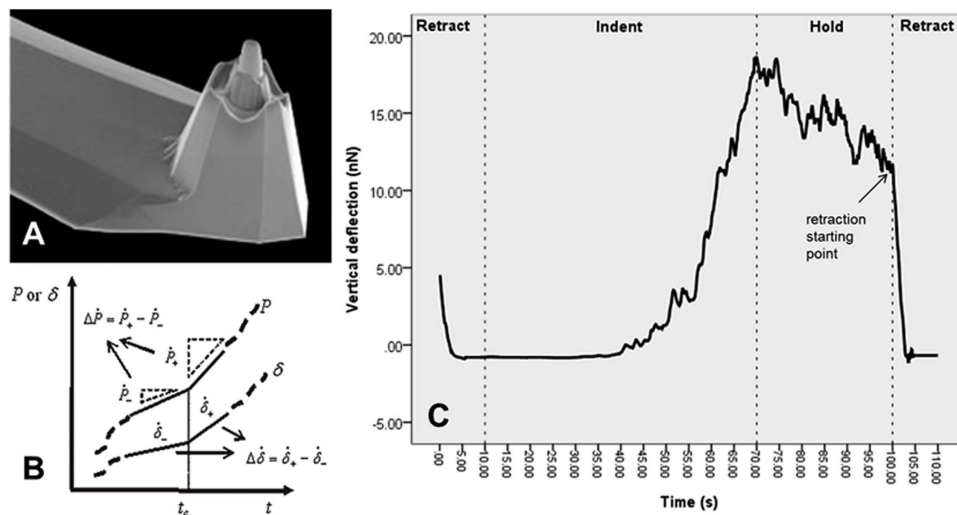 A
P or δ
ΔṖ = Ṗ₊ − Ṗ₋
Ṗ₊
Ṗ₋
P
δ
δ̇₊
δ̇₋
Δδ̇ = δ̇₊ − δ̇₋
B
t_c
t
Retract
Indent
Hold
Retract
Vertical deflection (nN)
20.00
15.00
10.00
5.00
.00
-5.00
retraction
starting
point
C
.00
5.00
10.00
15.00
20.00
25.00
30.00
35.00
40.00
45.00
50.00
55.00
60.00
65.00
70.00
75.00
80.00
85.00
90.00
95.00
100.00
105.00
110.00
Time (s)